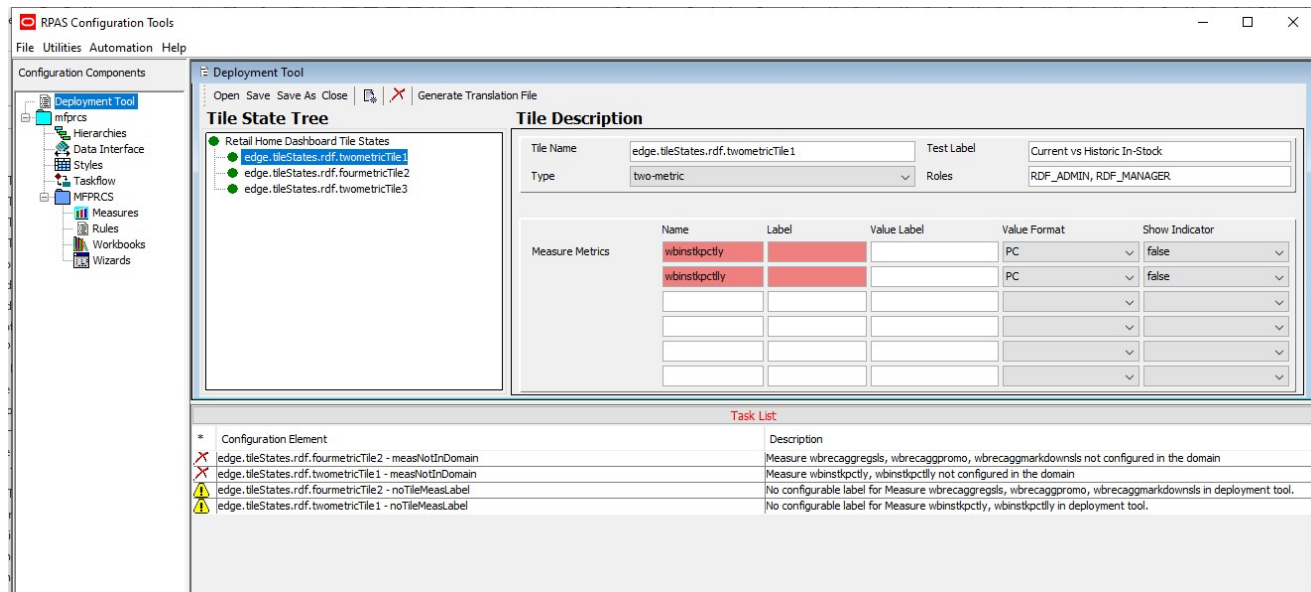 RPAS Configuration Tools
File Utilities Automation Help
Configuration Components
Deployment Tool
mfprcs
Hierarchies
Data Interface
Styles
Taskflow
MFPRCS
Measures
Rules
Workbooks
Wizards
Deployment Tool
Open Save Save As Close Generate Translation File
Tile State Tree
Retail Home Dashboard Tile States
edge.tileStates.rdf.twometricTile1
edge.tileStates.rdf.fourmetricTile2
edge.tileStates.rdf.twometricTile3
Tile Description
Tile Name edge.tileStates.rdf.twometricTile1 Test Label Current vs Historic In-Stock
Type two-metric Roles RDF_ADMIN, RDF_MANAGER
Name Label Value Label Value Format Show Indicator
Measure Metrics wbinstkpctly PC false
wbinstkpctlly PC false
Task List
* Configuration Element Description
edge.tileStates.rdf.fourmetricTile2 - measNotInDomain Measure wbrecaggregsls, wbrecaggpromo, wbrecaggmarkdownsls not configured in the domain
edge.tileStates.rdf.twometricTile1 - measNotInDomain Measure wbinstkpctly, wbinstkpctlly not configured in the domain
edge.tileStates.rdf.fourmetricTile2 - noTileMeasLabel No configurable label for Measure wbrecaggregsls, wbrecaggpromo, wbrecaggmarkdownsls in deployment tool.
edge.tileStates.rdf.twometricTile1 - noTileMeasLabel No configurable label for Measure wbinstkpctly, wbinstkpctlly in deployment tool.